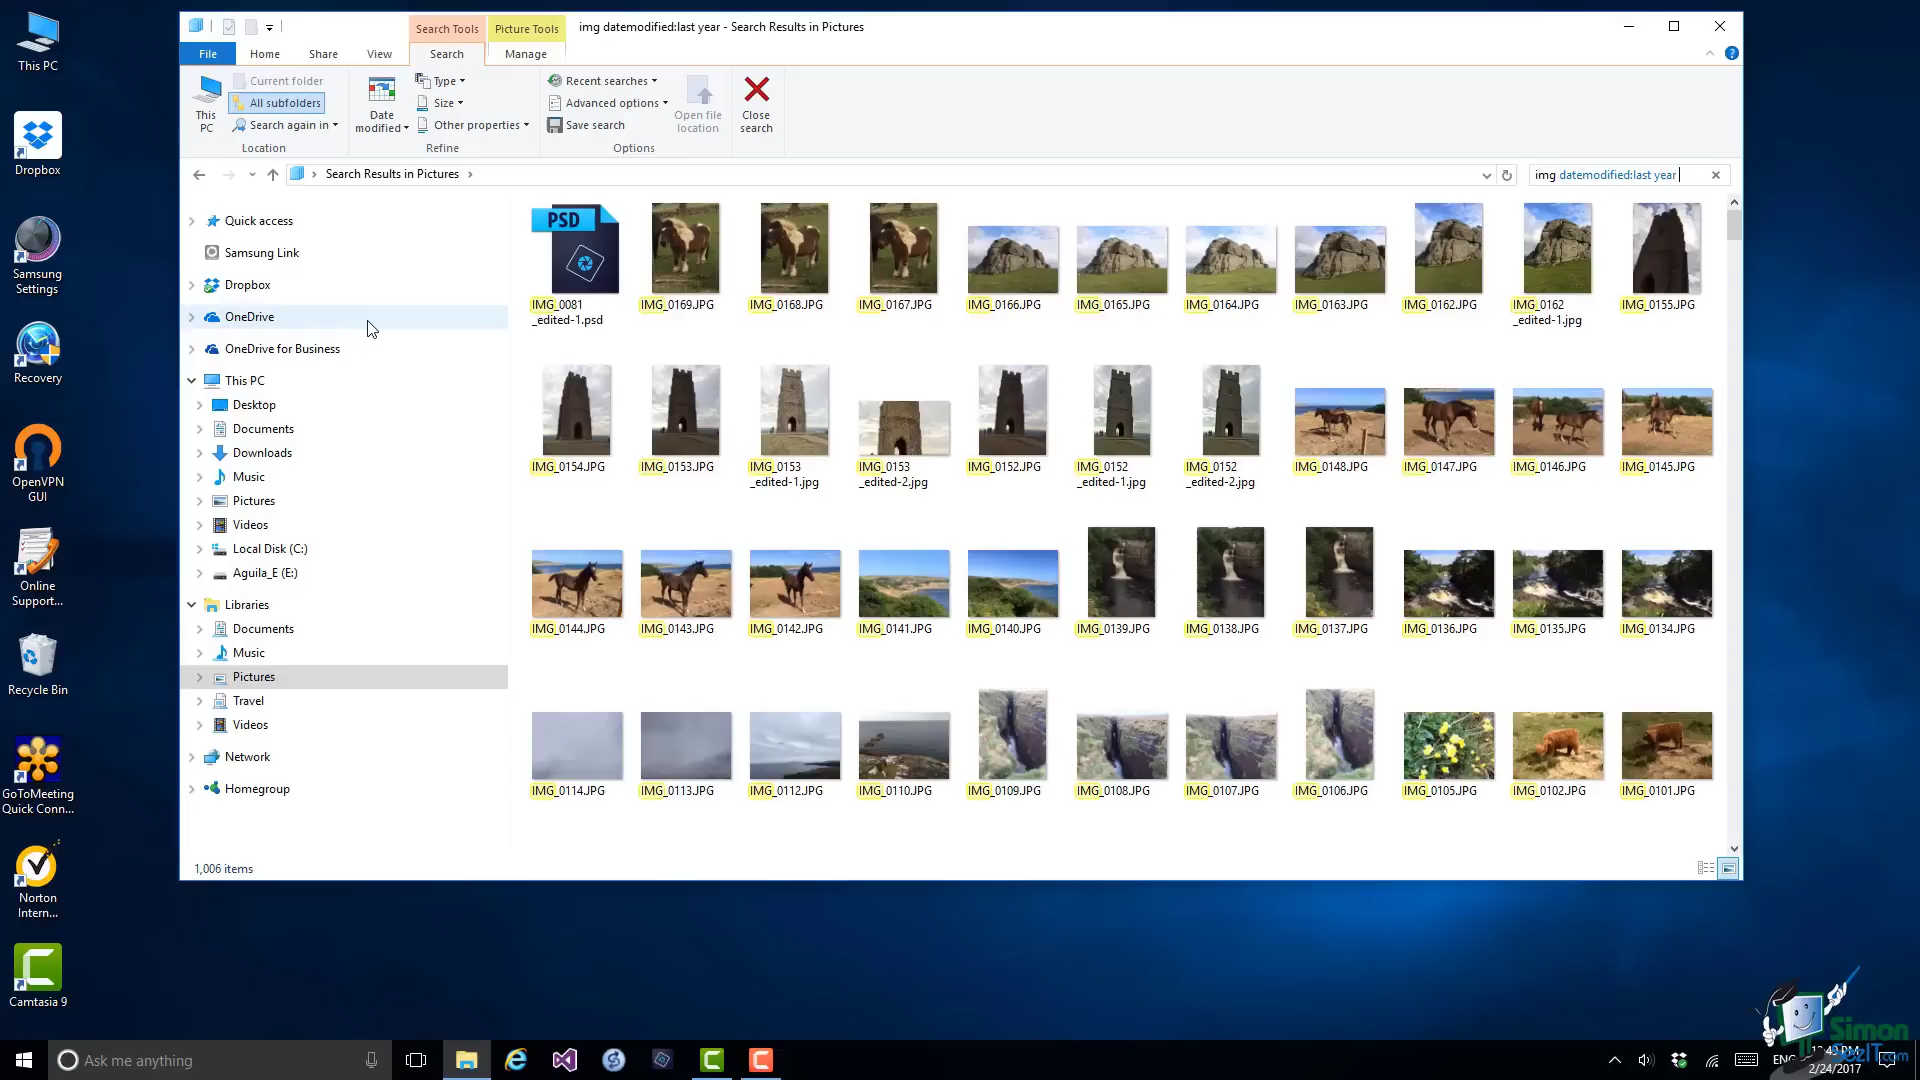 Search Tools
Picture Tools
img datemodified:last year - Search Results in Pictures
File
Home
Share
View
Search
Manage
This PC
Current folder
All subfolders
Search again in
Location
Date modified
Type
Size
Other properties
Refine
Recent searches
Advanced options
Save search
Options
Open file location
Close search
Search Results in Pictures
img datemodified:last year
Quick access
Samsung Link
Dropbox
OneDrive
OneDrive for Business
This PC
Desktop
Documents
Downloads
Music
Pictures
Videos
Local Disk (C:)
Aguila_E (E:)
Libraries
Documents
Music
Pictures
Travel
Videos
Network
Homegroup
PSD
IMG_0081
_edited-1.psd
IMG_0169.JPG
IMG_0168.JPG
IMG_0167.JPG
IMG_0166.JPG
IMG_0165.JPG
IMG_0164.JPG
IMG_0163.JPG
IMG_0162.JPG
IMG_0162
_edited-1.jpg
IMG_0155.JPG
IMG_0154.JPG
IMG_0153.JPG
IMG_0153
_edited-1.jpg
IMG_0153
_edited-2.jpg
IMG_0152.JPG
IMG_0152
_edited-1.jpg
IMG_0152
_edited-2.jpg
IMG_0148.JPG
IMG_0147.JPG
IMG_0146.JPG
IMG_0145.JPG
IMG_0144.JPG
IMG_0143.JPG
IMG_0142.JPG
IMG_0141.JPG
IMG_0140.JPG
IMG_0139.JPG
IMG_0138.JPG
IMG_0137.JPG
IMG_0136.JPG
IMG_0135.JPG
IMG_0134.JPG
IMG_0114.JPG
IMG_0113.JPG
IMG_0112.JPG
IMG_0110.JPG
IMG_0109.JPG
IMG_0108.JPG
IMG_0107.JPG
IMG_0106.JPG
IMG_0105.JPG
IMG_0102.JPG
IMG_0101.JPG
1,006 items
This PC
Dropbox
Samsung
Settings
Recovery
OpenVPN
GUI
Online
Support...
Recycle Bin
GoToMeeting
Quick Conn...
Norton
Intern...
Camtasia 9
Ask me anything
ENG
2/24/2017
Simon
SezIT.com